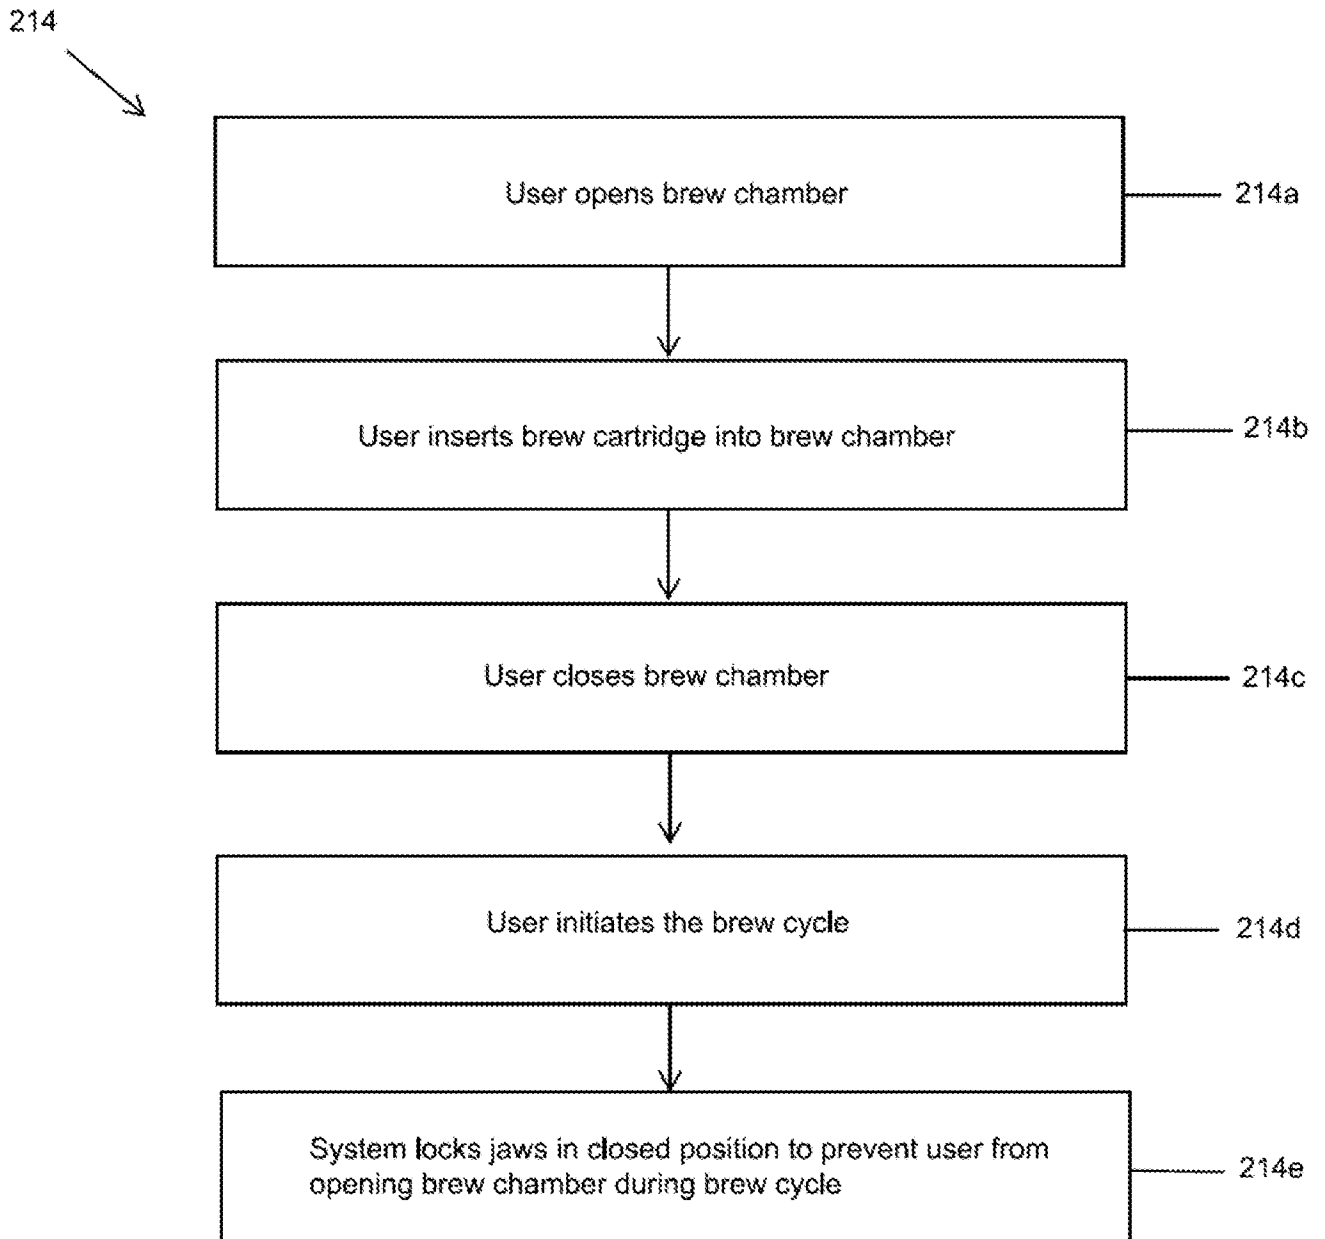 214
User opens brew chamber
214a
User inserts brew cartridge into brew chamber
214b
User closes brew chamber
214c
User initiates the brew cycle
214d
System locks jaws in closed position to prevent user from
opening brew chamber during brew cycle
214e